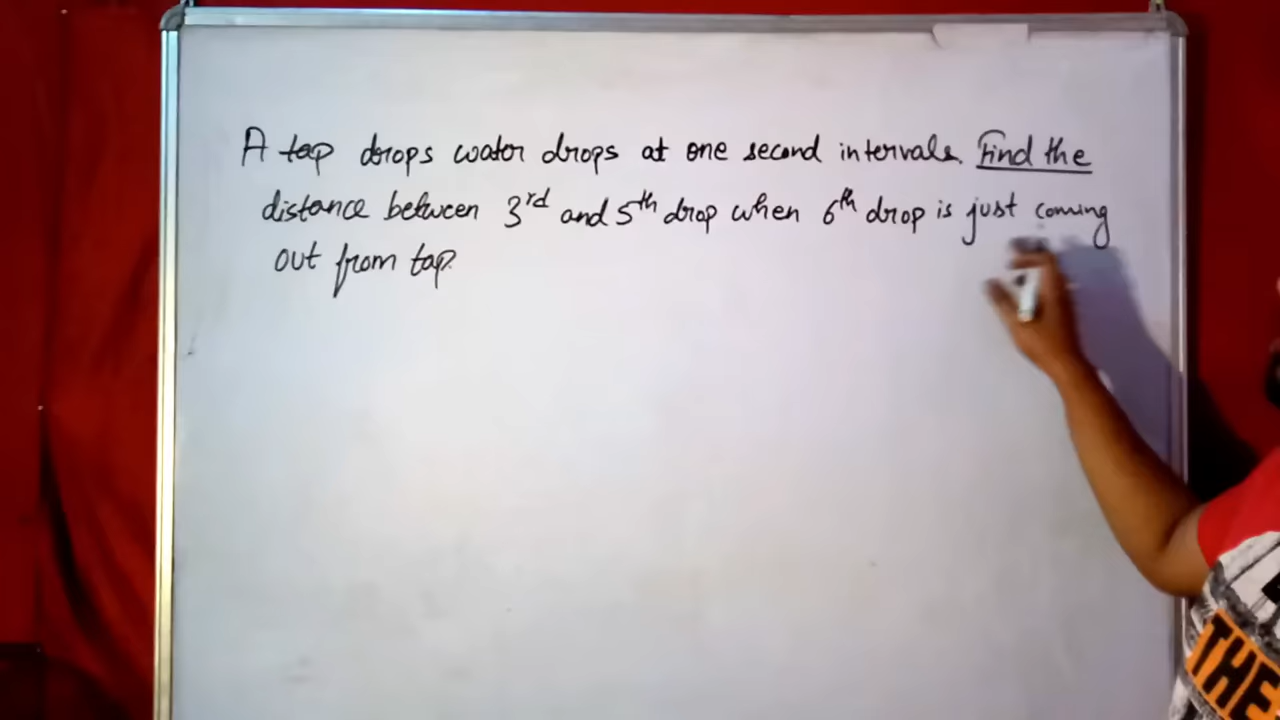 A tap drops water drops at one second intervals. Find the
distance between 3rd and 5th drop when 6th drop is just coming
out from tap.
THE